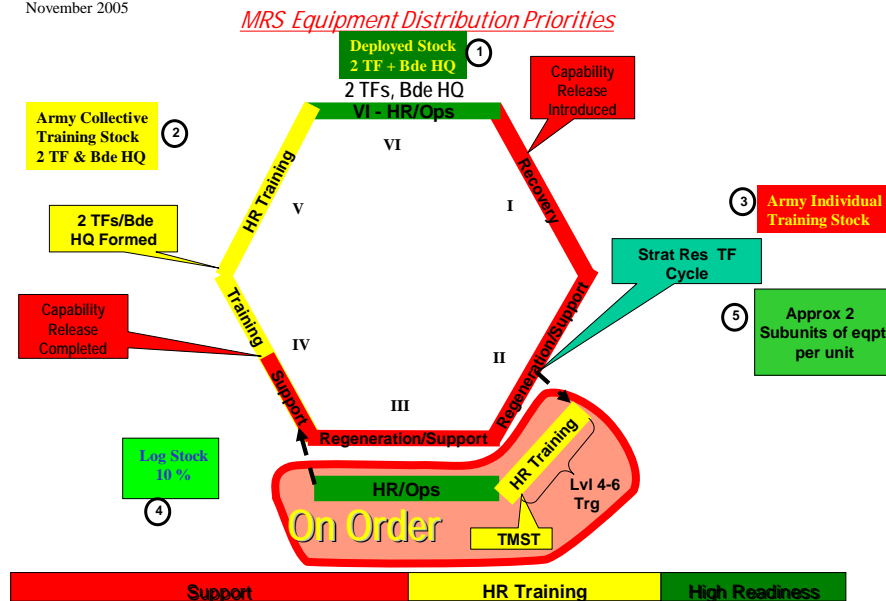 November 2005
MRS Equipment Distribution Priorities
Deployed Stock
2 TF + Bde HQ
1
2 TFs, Bde HQ
VI - HR/Ops
VI
Capability
Release
Introduced
Army Collective
Training Stock
2 TF & Bde HQ
2
HR Training
V
Recovery
I
3
Army Individual
Training Stock
2 TFs/Bde
HQ Formed
Strat Res TF
Cycle
Training
IV
Capability
Release
Completed
5
Approx 2
Subunits of eqpt
per unit
Regeneration/Support
II
Support
III
Regeneration/Support
Log Stock
10 %
4
HR/Ops
HR Training
Lvl 4-6
Trg
On Order
TMST
Support
HR Training
High Readiness